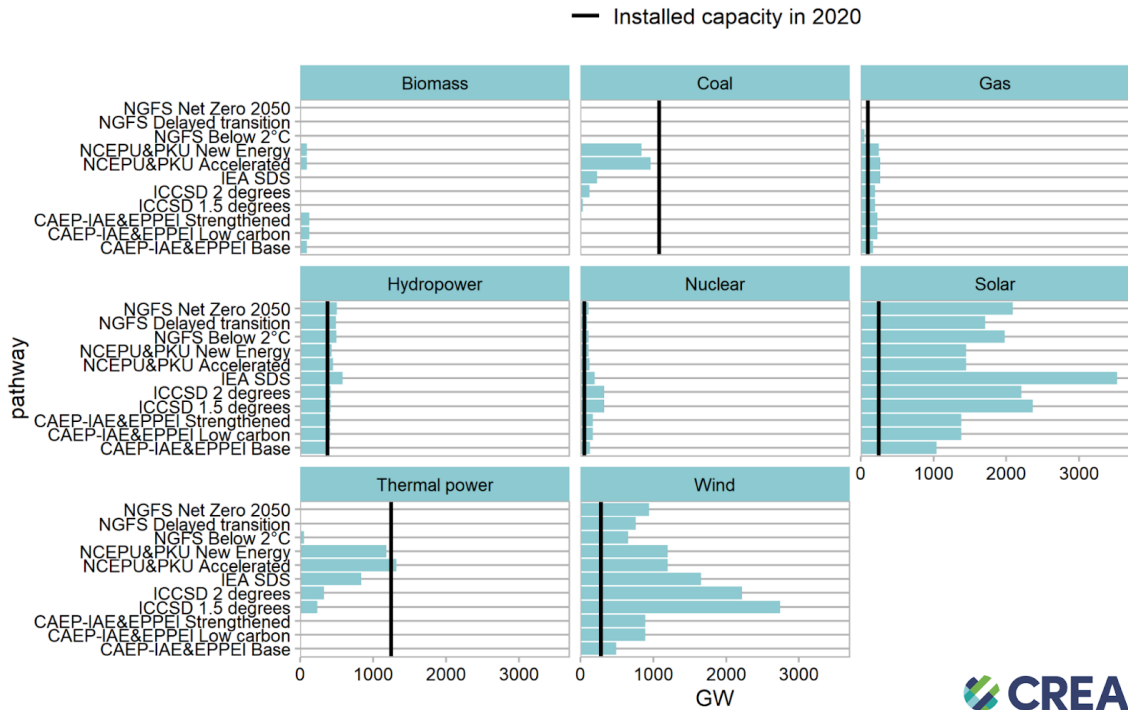 Installed capacity in 2020
Biomass
Coal
Gas
NGFS Net Zero 2050
NGFS Delayed transition
NGFS Below 2°C
NCEPU&PKU New Energy
NCEPU&PKU Accelerated
IEA SDS
ICCSD 2 degrees
ICCSD 1.5 degrees
CAEP-IAE&EPPEI Strengthened
CAEP-IAE&EPPEI Low carbon
CAEP-IAE&EPPEI Base
Hydropower
Nuclear
Solar
pathway
NGFS Net Zero 2050
NGFS Delayed transition
NGFS Below 2°C
NCEPU&PKU New Energy
NCEPU&PKU Accelerated
IEA SDS
ICCSD 2 degrees
ICCSD 1.5 degrees
CAEP-IAE&EPPEI Strengthened
CAEP-IAE&EPPEI Low carbon
CAEP-IAE&EPPEI Base
0 1000 2000 3000
Thermal power
Wind
NGFS Net Zero 2050
NGFS Delayed transition
NGFS Below 2°C
NCEPU&PKU New Energy
NCEPU&PKU Accelerated
IEA SDS
ICCSD 2 degrees
ICCSD 1.5 degrees
CAEP-IAE&EPPEI Strengthened
CAEP-IAE&EPPEI Low carbon
CAEP-IAE&EPPEI Base
0 1000 2000 3000
0 1000 2000 3000
GW
CREA